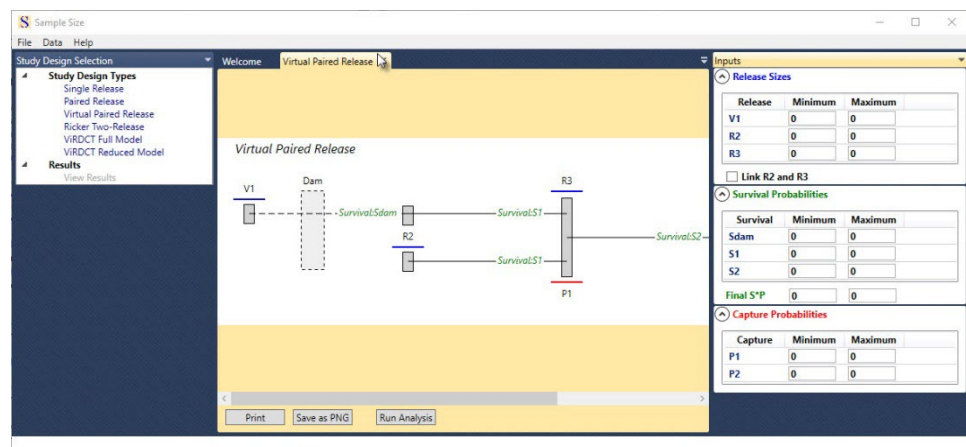 Sample Size
File Data Help
Study Design Selection
Study Design Types
Single Release
Paired Release
Virtual Paired Release
Ricker Two-Release
ViRDCT Full Model
ViRDCT Reduced Model
Results
View Results
Welcome Virtual Paired Release
Virtual Paired Release
V1 Dam R3
Survival:Sdam Survival:S1
R2 Survival:S2
Survival:S1
P1
Print Save as PNG Run Analysis
Inputs
Release Sizes
Release Minimum Maximum
V1 0 0
R2 0 0
R3 0 0
Link R2 and R3
Survival Probabilities
Survival Minimum Maximum
Sdam 0 0
S1 0 0
S2 0 0
Final S*P 0 0
Capture Probabilities
Capture Minimum Maximum
P1 0 0
P2 0 0